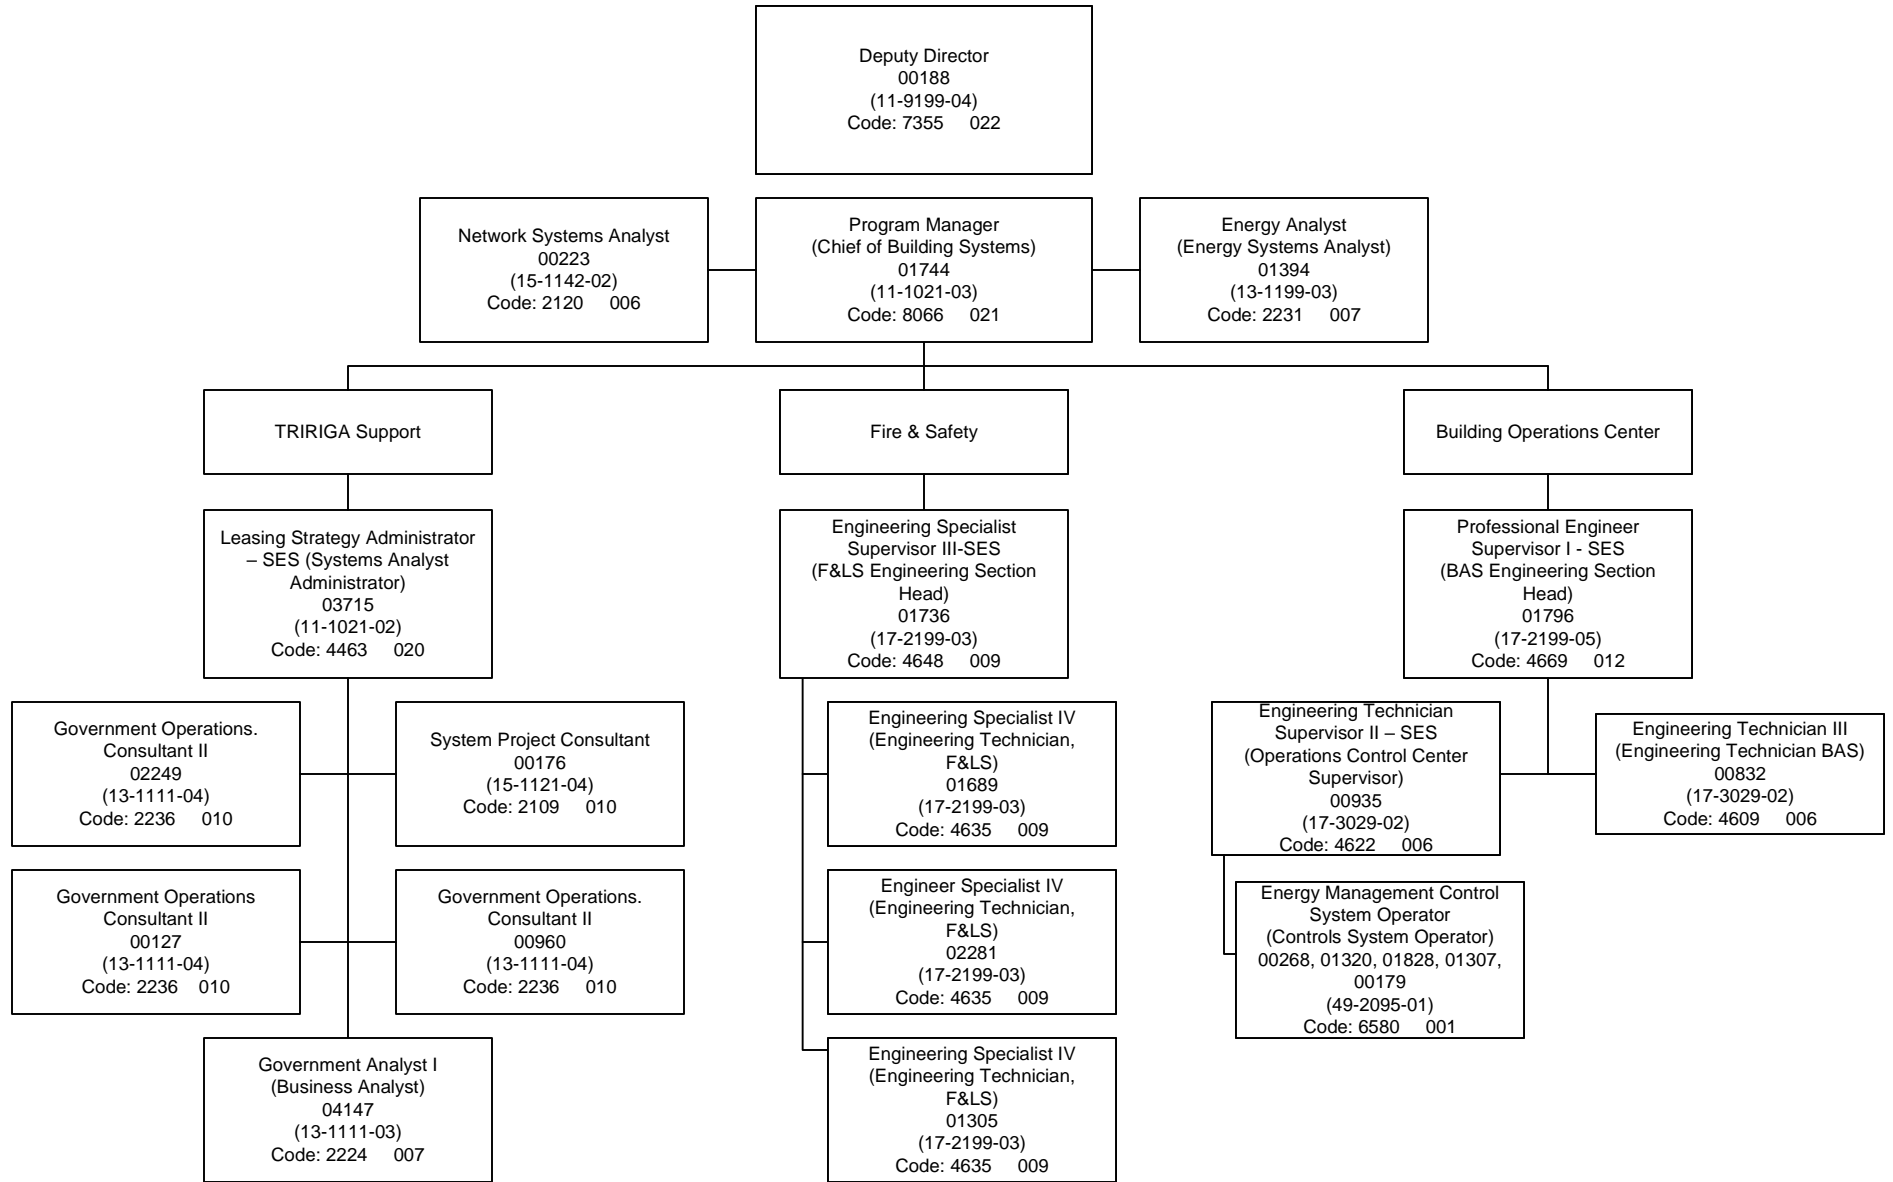 Deputy Director
00188
(11-9199-04)
Code: 7355 022
Network Systems Analyst
00223
(15-1142-02)
Code: 2120 006
Program Manager
(Chief of Building Systems)
01744
(11-1021-03)
Code: 8066 021
Energy Analyst
(Energy Systems Analyst)
01394
(13-1199-03)
Code: 2231 007
TRIRIGA Support
Fire & Safety
Building Operations Center
Leasing Strategy Administrator
– SES (Systems Analyst
Administrator)
03715
(11-1021-02)
Code: 4463 020
Engineering Specialist
Supervisor III-SES
(F&LS Engineering Section
Head)
01736
(17-2199-03)
Code: 4648 009
Professional Engineer
Supervisor I - SES
(BAS Engineering Section
Head)
01796
(17-2199-05)
Code: 4669 012
Government Operations.
Consultant II
02249
(13-1111-04)
Code: 2236 010
System Project Consultant
00176
(15-1121-04)
Code: 2109 010
Engineering Specialist IV
(Engineering Technician,
F&LS)
01689
(17-2199-03)
Code: 4635 009
Engineering Technician
Supervisor II – SES
(Operations Control Center
Supervisor)
00935
(17-3029-02)
Code: 4622 006
Engineering Technician III
(Engineering Technician BAS)
00832
(17-3029-02)
Code: 4609 006
Government Operations
Consultant II
00127
(13-1111-04)
Code: 2236 010
Government Operations.
Consultant II
00960
(13-1111-04)
Code: 2236 010
Engineer Specialist IV
(Engineering Technician,
F&LS)
02281
(17-2199-03)
Code: 4635 009
Energy Management Control
System Operator
(Controls System Operator)
00268, 01320, 01828, 01307,
00179
(49-2095-01)
Code: 6580 001
Government Analyst I
(Business Analyst)
04147
(13-1111-03)
Code: 2224 007
Engineering Specialist IV
(Engineering Technician,
F&LS)
01305
(17-2199-03)
Code: 4635 009